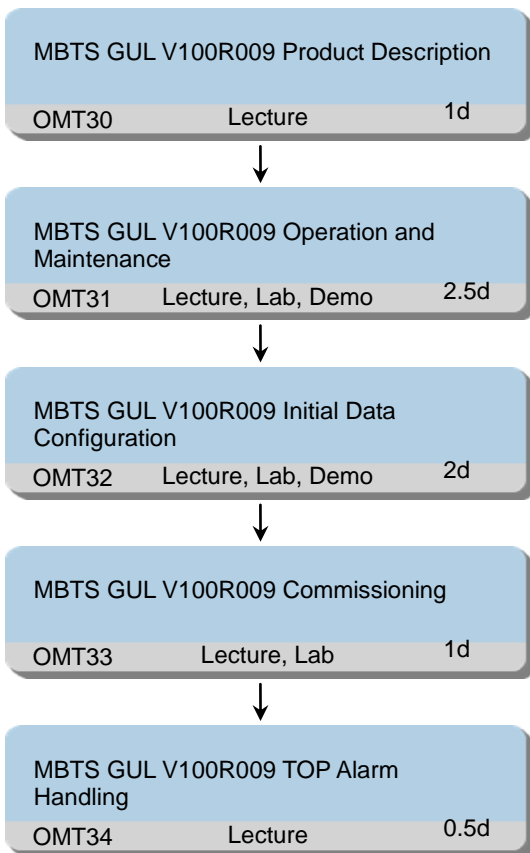 MBTS GUL V100R009 Product Description
OMT30 Lecture 1d
MBTS GUL V100R009 Operation and
Maintenance
OMT31 Lecture, Lab, Demo 2.5d
MBTS GUL V100R009 Initial Data
Configuration
OMT32 Lecture, Lab, Demo 2d
MBTS GUL V100R009 Commissioning
OMT33 Lecture, Lab 1d
MBTS GUL V100R009 TOP Alarm
Handling
OMT34 Lecture 0.5d